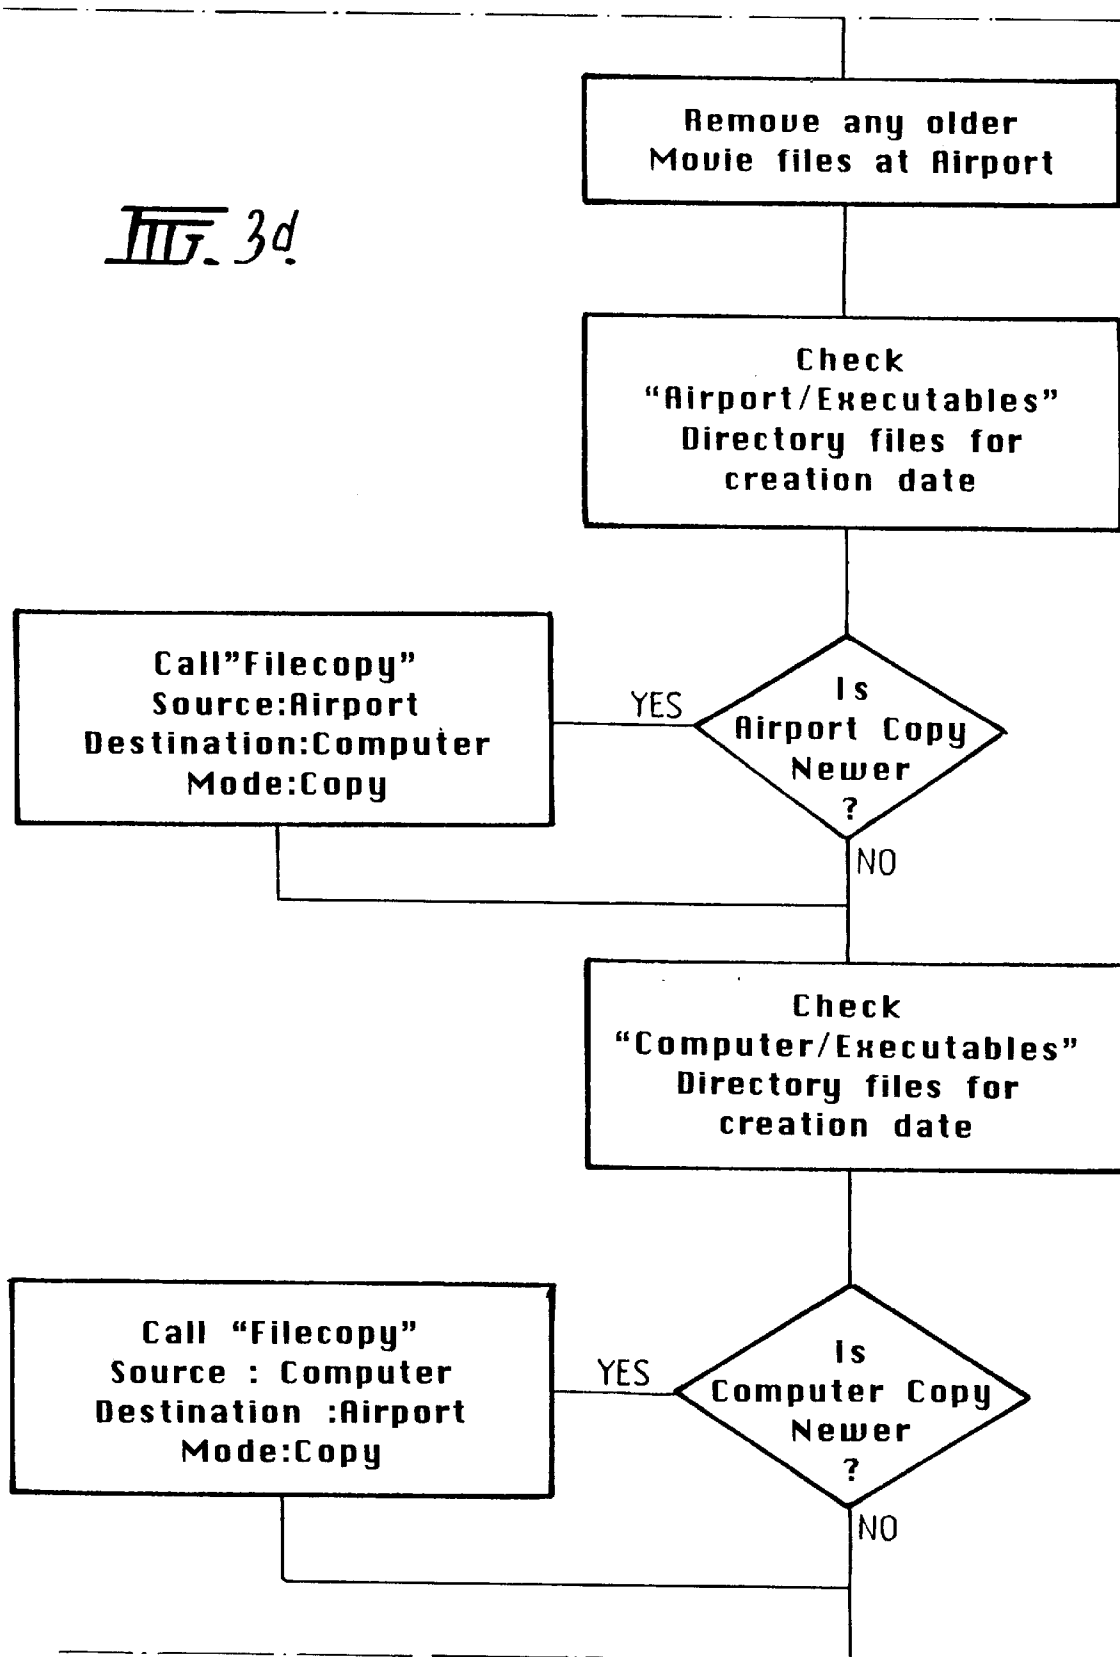 Remove any older
Movie files at Airport
FIG. 3d.
Check
“Airport/Executables”
Directory files for
creation date
Call”Filecopy”
Source:Airport
Destination:Computer
Mode:Copy
YES
Is
Airport Copy
Newer
?
NO
Check
“Computer/Executables”
Directory files for
creation date
Call “Filecopy”
Source : Computer
Destination :Airport
Mode:Copy
YES
Is
Computer Copy
Newer
?
NO